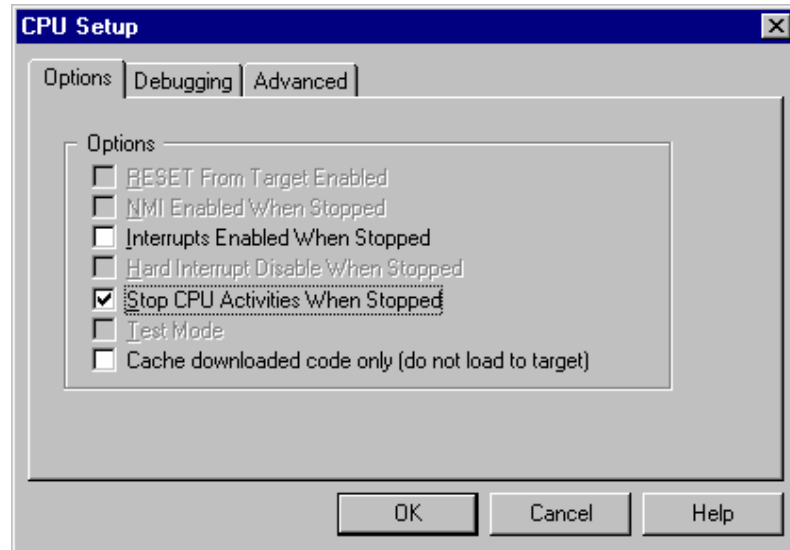 CPU Setup
Options Debugging Advanced
Options
RESET From Target Enabled
NMI Enabled When Stopped
Interrupts Enabled When Stopped
Hard Interrupt Disable When Stopped
Stop CPU Activities When Stopped
Test Mode
Cache downloaded code only (do not load to target)
OK Cancel Help